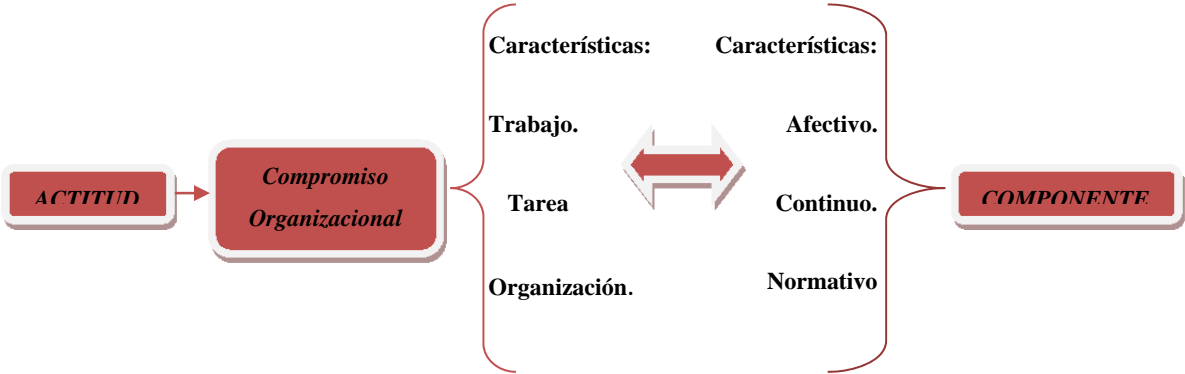 ACTITUD
Compromiso
Organizacional
Características:
Trabajo.
Tarea
Organización.
Características:
Afectivo.
Continuo.
Normativo
COMPONENTE